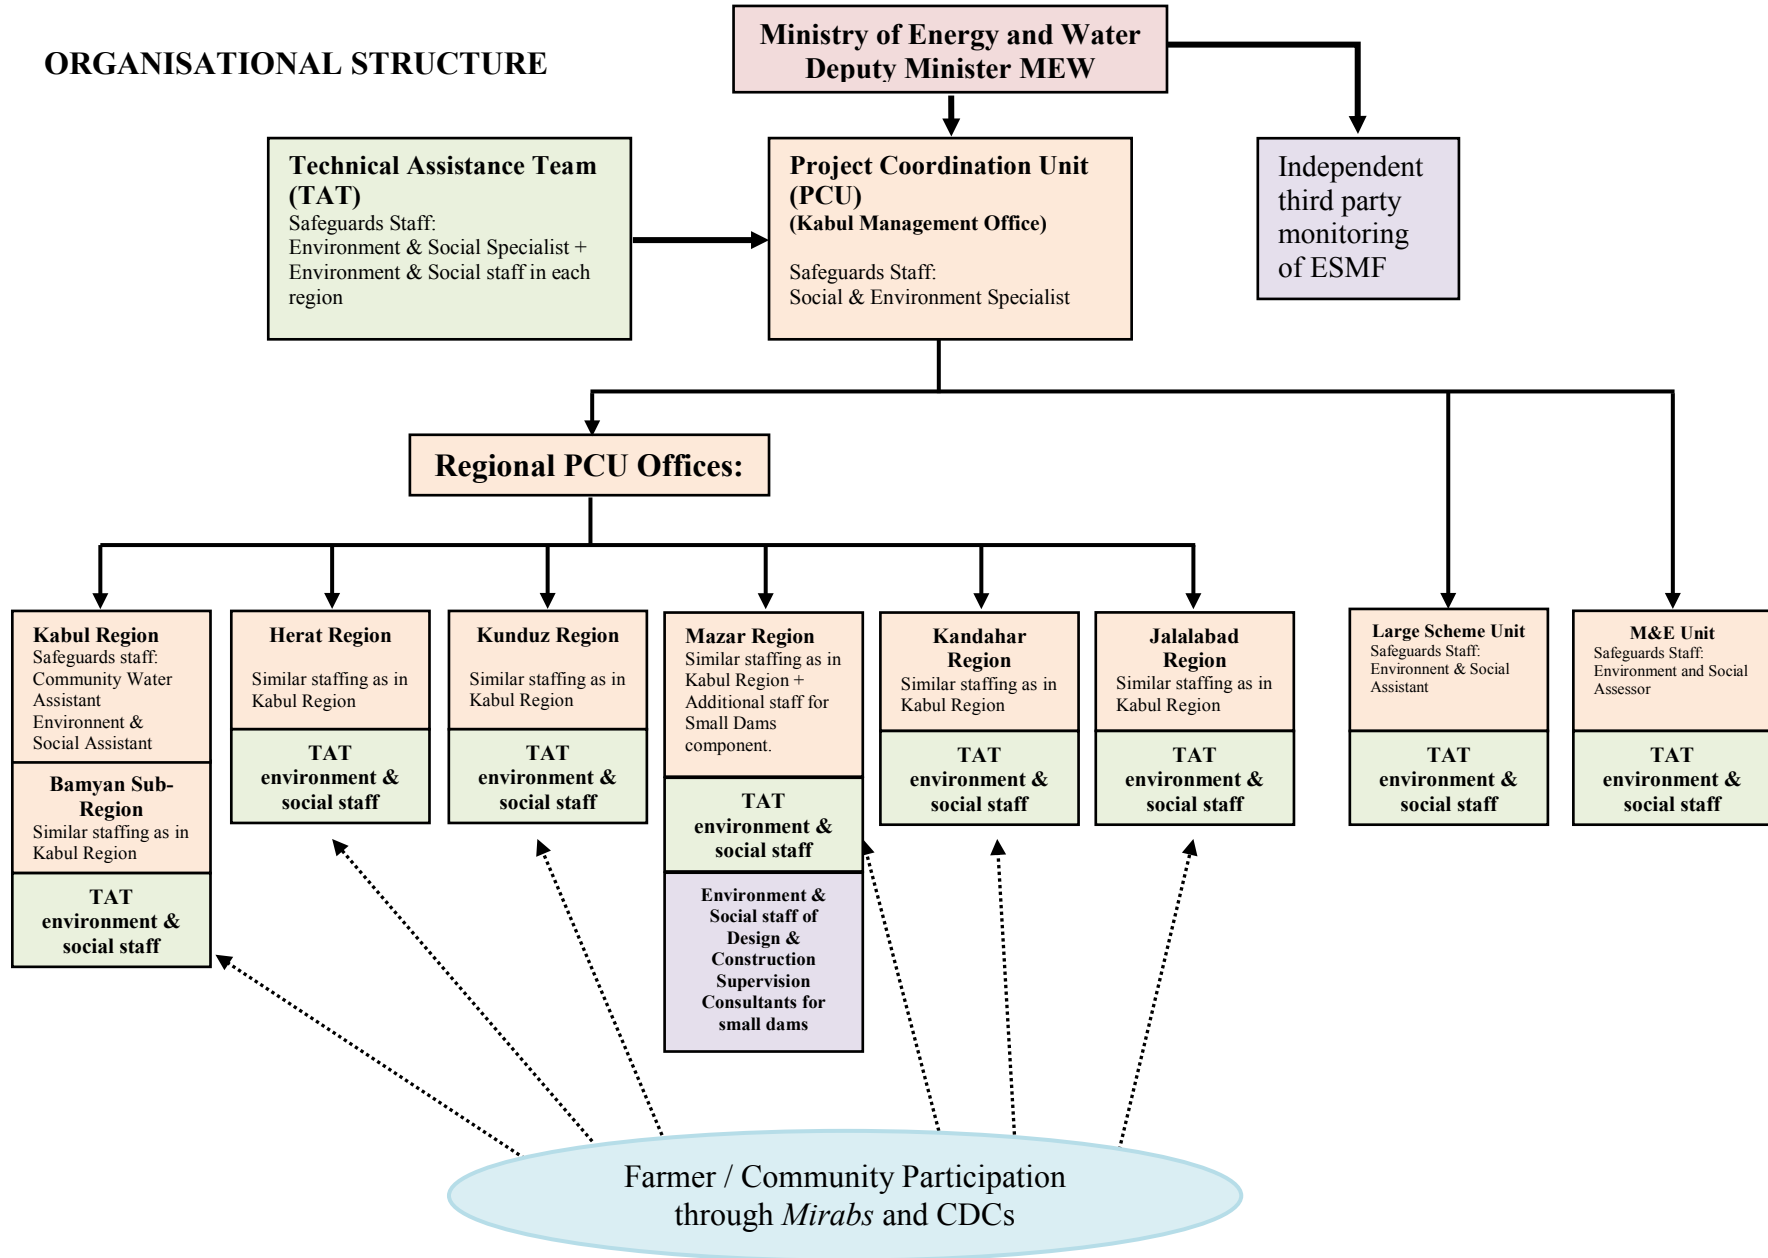 ORGANISATIONAL STRUCTURE
Ministry of Energy and Water
Deputy Minister MEW
Technical Assistance Team
(TAT)
Safeguards Staff:
Environment & Social Specialist +
Environment & Social staff in each
region
Project Coordination Unit
(PCU)
(Kabul Management Office)
Safeguards Staff:
Social & Environment Specialist
Independent
third party
monitoring
of ESMF
Regional PCU Offices:
Kabul Region
Safeguards staff:
Community Water
Assistant
Environment &
Social Assistant
Bamyan Sub-
Region
Similar staffing as in
Kabul Region
TAT
environment &
social staff
Herat Region
Similar staffing as in
Kabul Region
TAT
environment &
social staff
Kunduz Region
Similar staffing as in
Kabul Region
TAT
environment &
social staff
Mazar Region
Similar staffing as in
Kabul Region +
Additional staff for
Small Dams
component.
TAT
environment &
social staff
Environment &
Social staff of
Design &
Construction
Supervision
Consultants for
small dams
Kandahar
Region
Similar staffing as in
Kabul Region
TAT
environment &
social staff
Jalalabad
Region
Similar staffing as in
Kabul Region
TAT
environment &
social staff
Large Scheme Unit
Safeguards Staff:
Environment & Social
Assistant
TAT
environment &
social staff
M&E Unit
Safeguards Staff:
Environment and Social
Assessor
TAT
environment &
social staff
Farmer / Community Participation
through Mirabs and CDCs